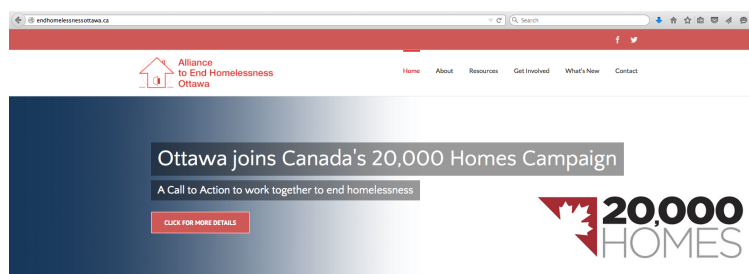 endhomelessnessottawa.ca
Search
Alliance
to End Homelessness
Ottawa
Home About Resources Get Involved What's New Contact
Ottawa joins Canada's 20,000 Homes Campaign
A Call to Action to work together to end homelessness
CLICK FOR MORE DETAILS
20,000
HOMES